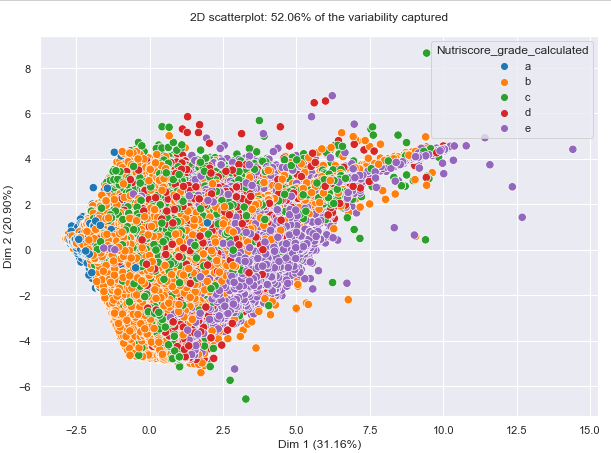 2D scatterplot: 52.06% of the variability captured
Nutriscore_grade_calculated
a
b
c
d
e
8
6
4
2
0
−2
−4
−6
Dim 2 (20.90%)
−2.5 0.0 2.5 5.0 7.5 10.0 12.5 15.0
Dim 1 (31.16%)